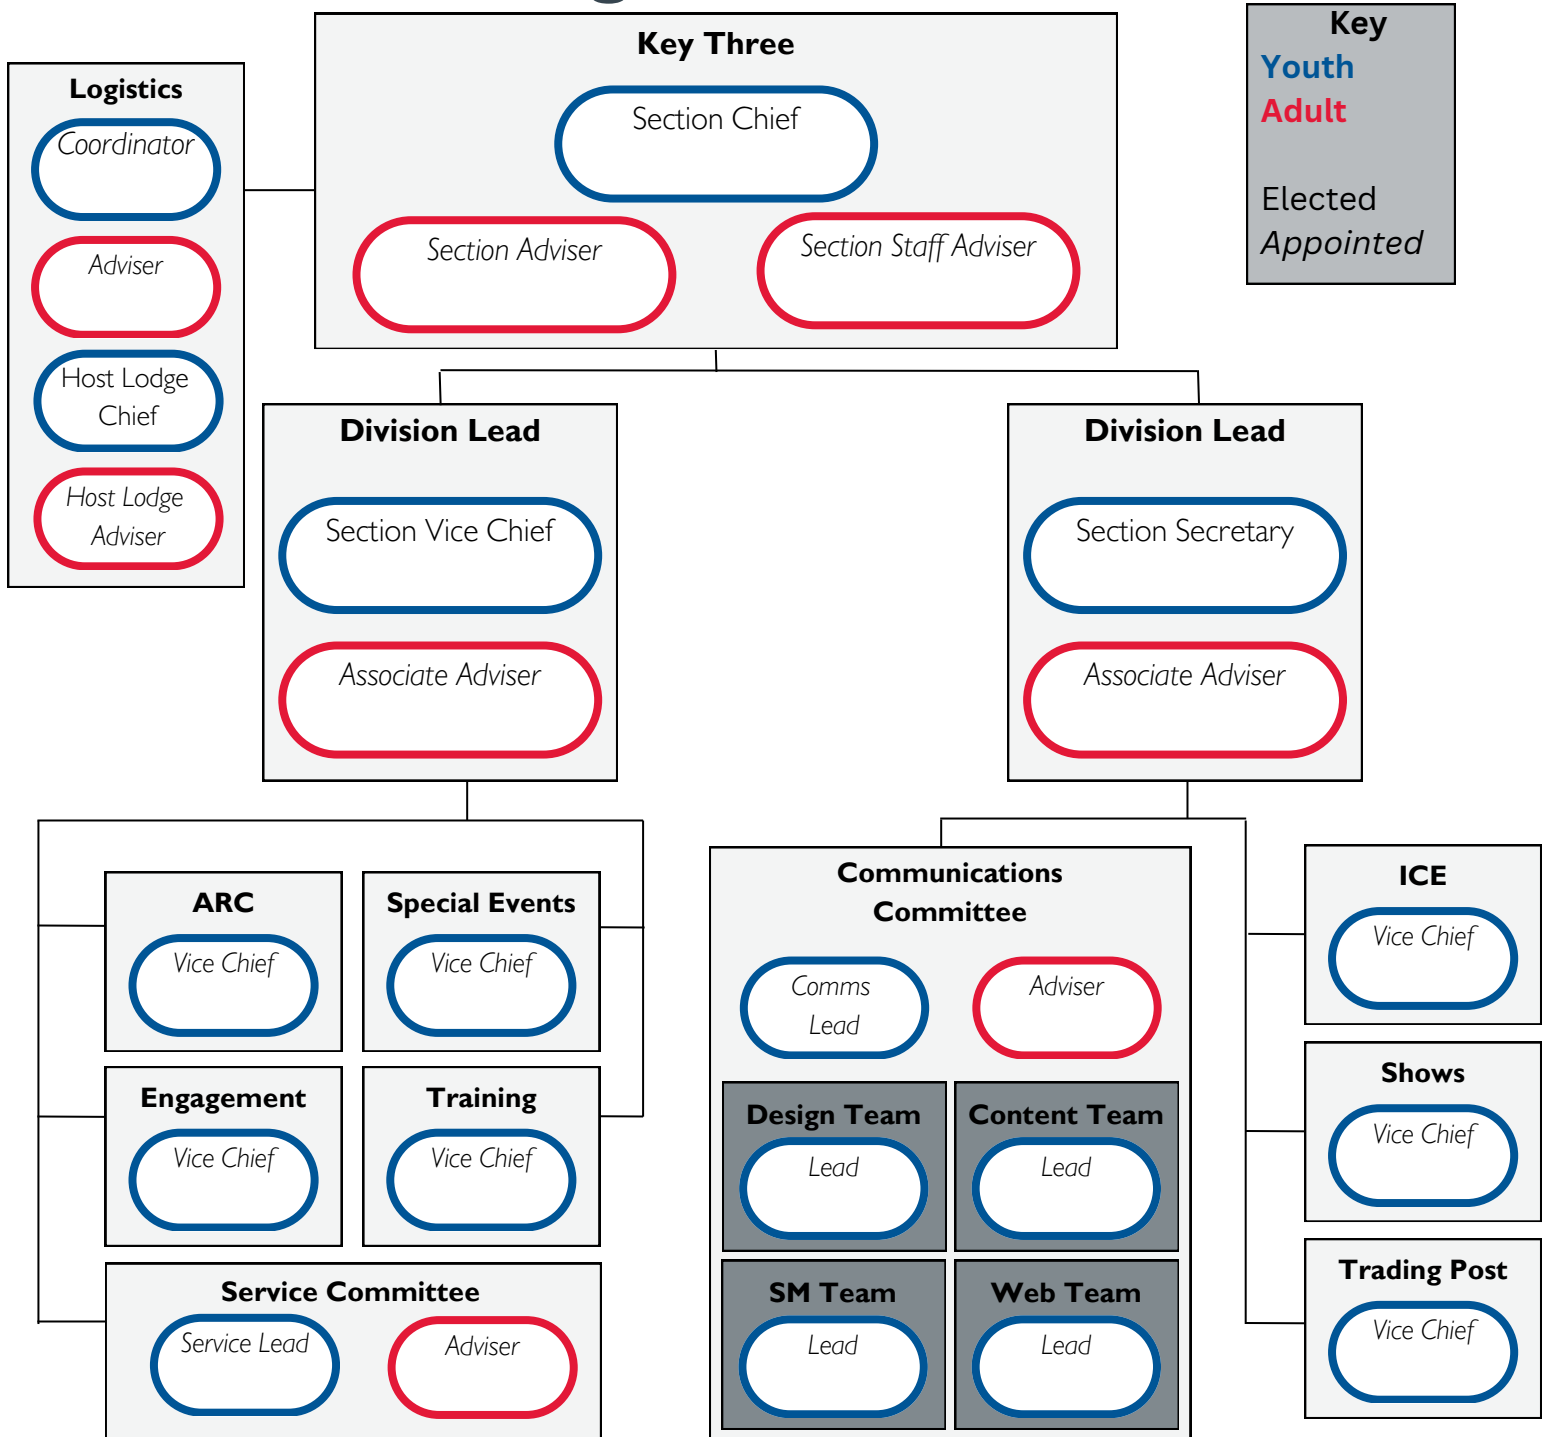 Key Three
Section Chief
Section Adviser
Section Staff Adviser
Key
Youth
Adult
Elected
Appointed
Logistics
Coordinator
Adviser
Host Lodge
Chief
Host Lodge
Adviser
Division Lead
Section Vice Chief
Associate Adviser
Division Lead
Section Secretary
Associate Adviser
ARC
Vice Chief
Special Events
Vice Chief
Engagement
Vice Chief
Training
Vice Chief
Service Committee
Service Lead
Adviser
Communications
Committee
Comms
Lead
Adviser
Design Team
Lead
Content Team
Lead
SM Team
Lead
Web Team
Lead
ICE
Vice Chief
Shows
Vice Chief
Trading Post
Vice Chief